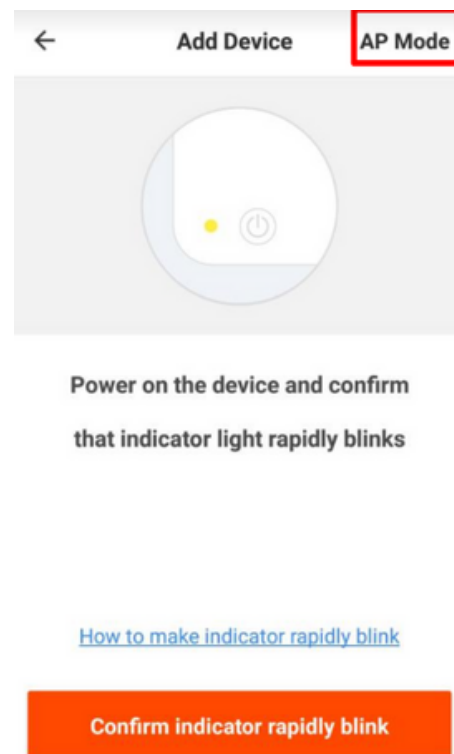 Add Device AP Mode
Power on the device and confirm
that indicator light rapidly blinks
How to make indicator rapidly blink
Confirm indicator rapidly blink